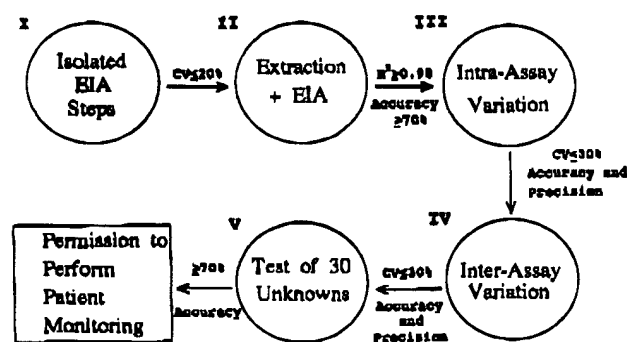 I
Isolated
EIA
Steps
CV≤20%
II
Extraction
+ EIA
R²≥0.98
Accuracy
≥70%
III
Intra-Assay
Variation
CV≤30%
Accuracy and
Precision
IV
Inter-Assay
Variation
CV≤30%
Accuracy
and
Precision
V
Test of 30
Unknowns
≥70%
Accuracy
Permission to
Perform
Patient
Monitoring